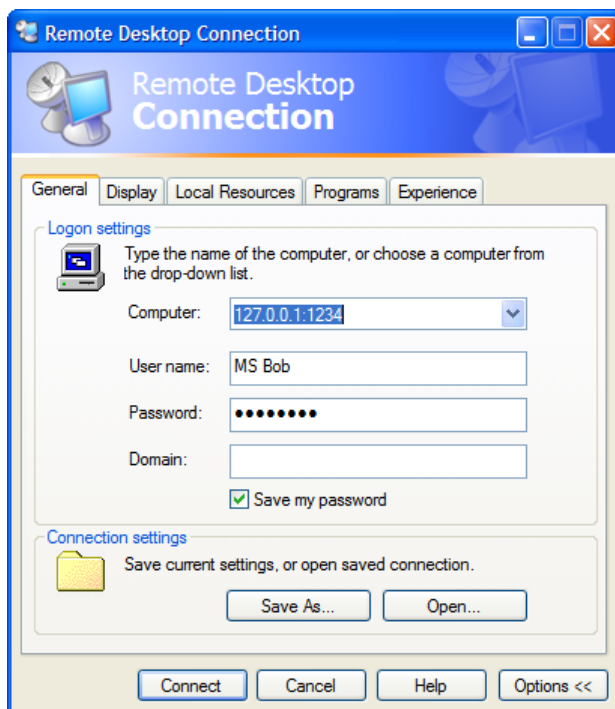 Remote Desktop Connection
Remote Desktop
Connection
General Display Local Resources Programs Experience
Logon settings
Type the name of the computer, or choose a computer from
the drop-down list.
Computer: 127.0.0.1:1234
User name: MS Bob
Password: ●●●●●●●●
Domain:
Save my password
Connection settings
Save current settings, or open saved connection.
Save As... Open...
Connect Cancel Help Options <<